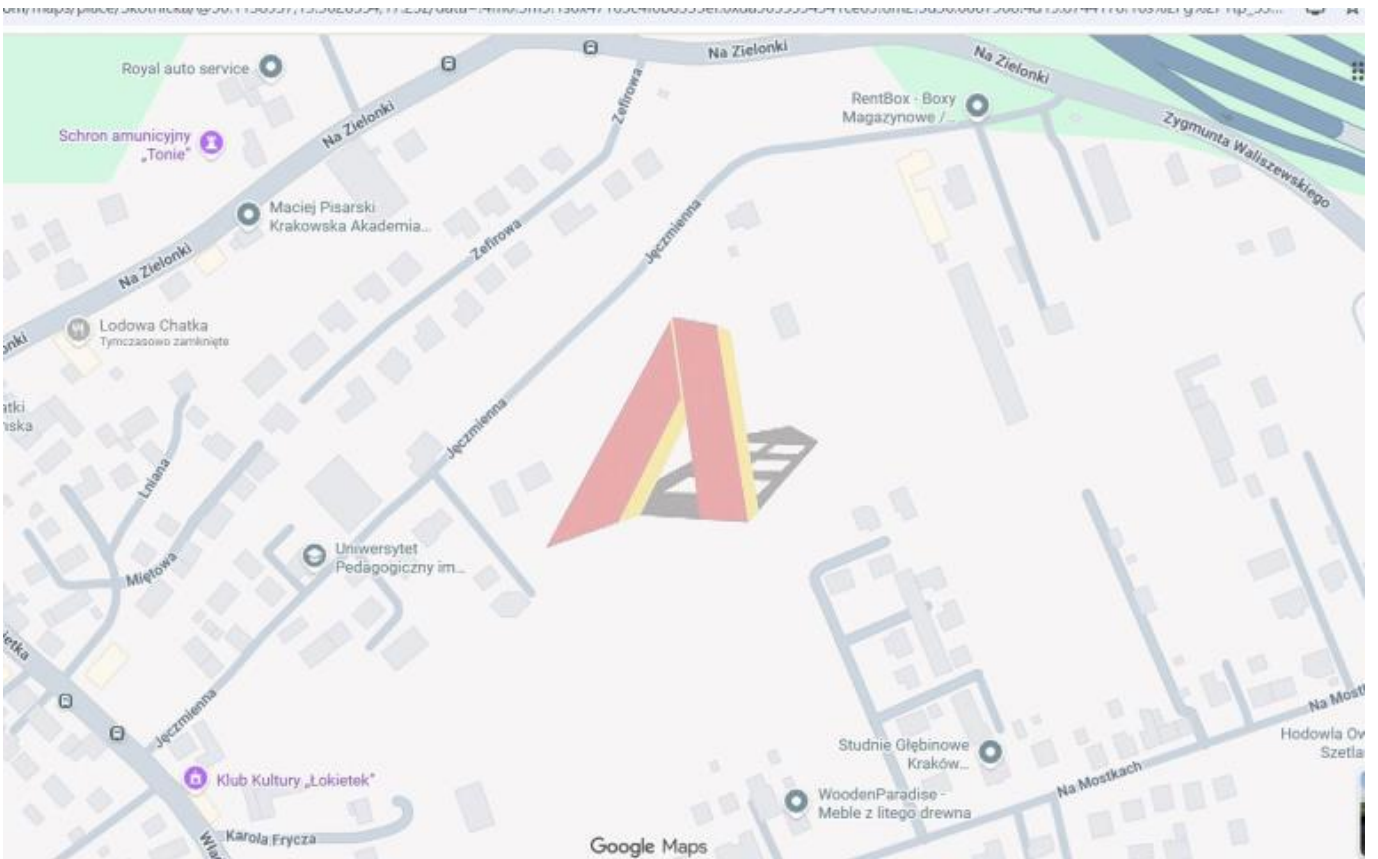 Na Zielonki
Na Zielonki
Royal auto service
RentBox - Boxy
Magazynowe /...
Zefirowa
Na Zielonki
Zygmunta Waliszewskiego
Schron amunicyjny
„Tonie”
Maciej Pisarski
Krakowska Akademia...
Zefirowa
Jęczmienna
Na Zielonki
Lodowa Chatka
Tymczasowo zamknięte
Jęczmienna
Lniana
Uniwersytet
Pedagogiczny im...
Miętowa
Jęczmienna
Na Most
Hodowla Ow
Szetla
Studnie Głębinowe
Kraków...
Na Mostkach
Klub Kultury „Łokietek”
WoodenParadise -
Meble z litego drewna
Karola Frycza
Google Maps